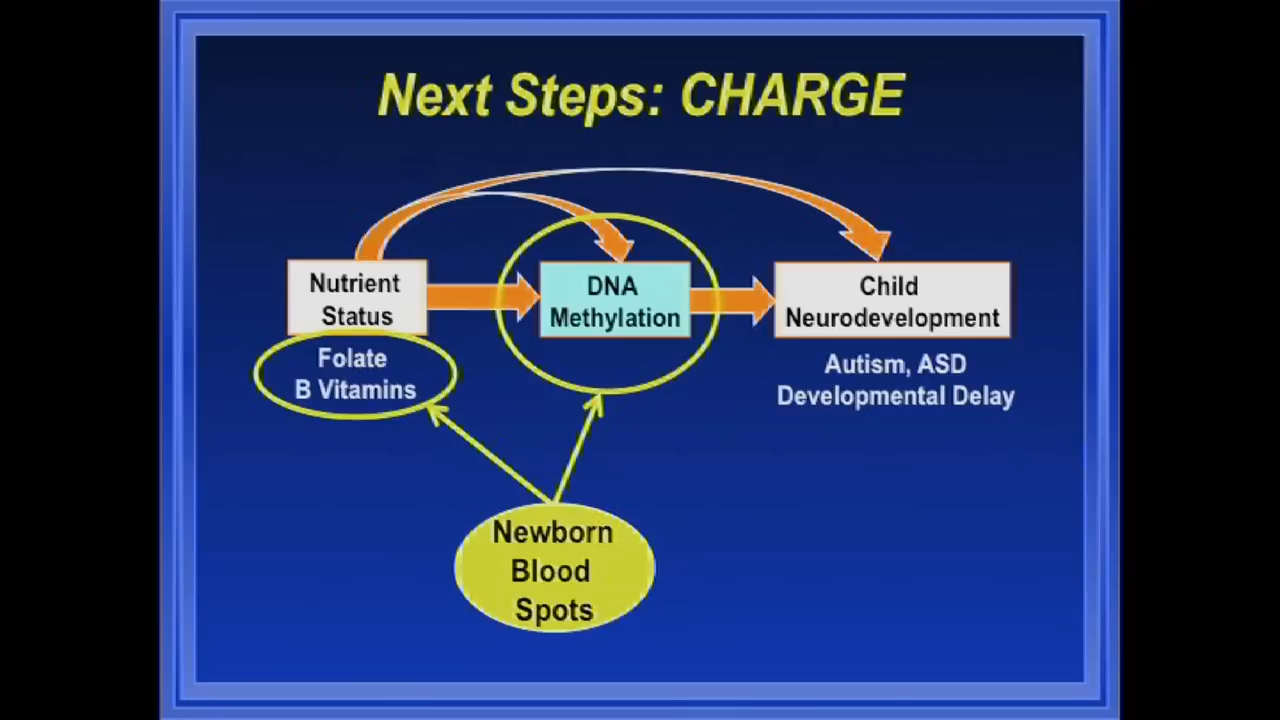 Next Steps: CHARGE
Nutrient
Status
DNA
Methylation
Child
Neurodevelopment
Folate
B Vitamins
Autism, ASD
Developmental Delay
Newborn
Blood
Spots